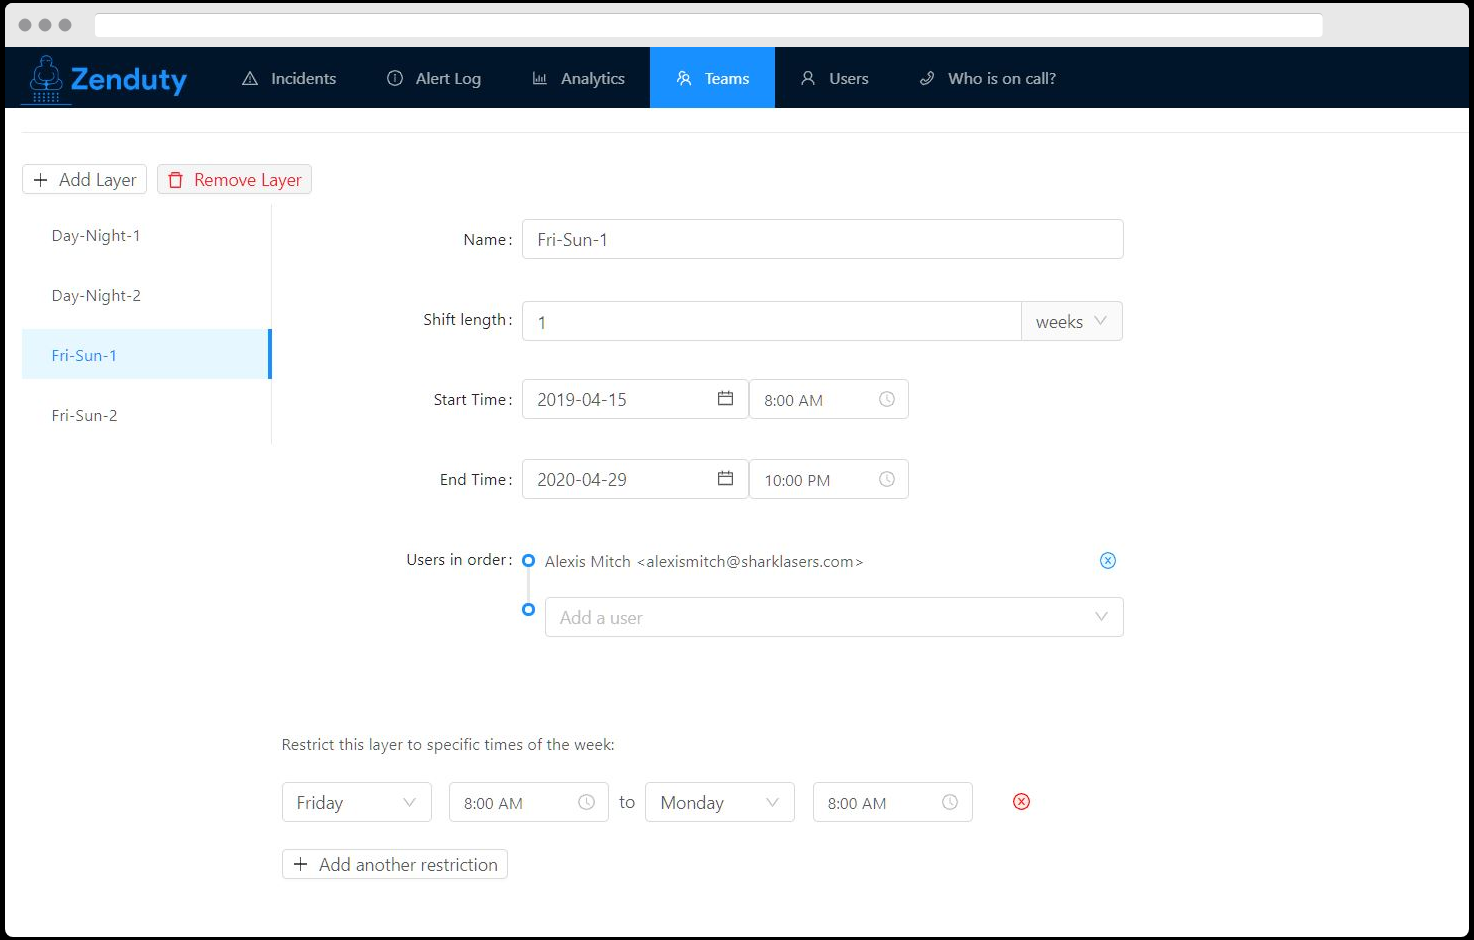 Zenduty Incidents Alert Log Analytics Teams Users Who is on call?
+ Add Layer Remove Layer
Day-Night-1
Day-Night-2
Fri-Sun-1
Fri-Sun-2
Name: Fri-Sun-1
Shift length: 1 weeks
Start Time: 2019-04-15 8:00 AM
End Time: 2020-04-29 10:00 PM
Users in order: Alexis Mitch <alexismitch@sharklasers.com>
Add a user
Restrict this layer to specific times of the week:
Friday 8:00 AM to Monday 8:00 AM
+ Add another restriction